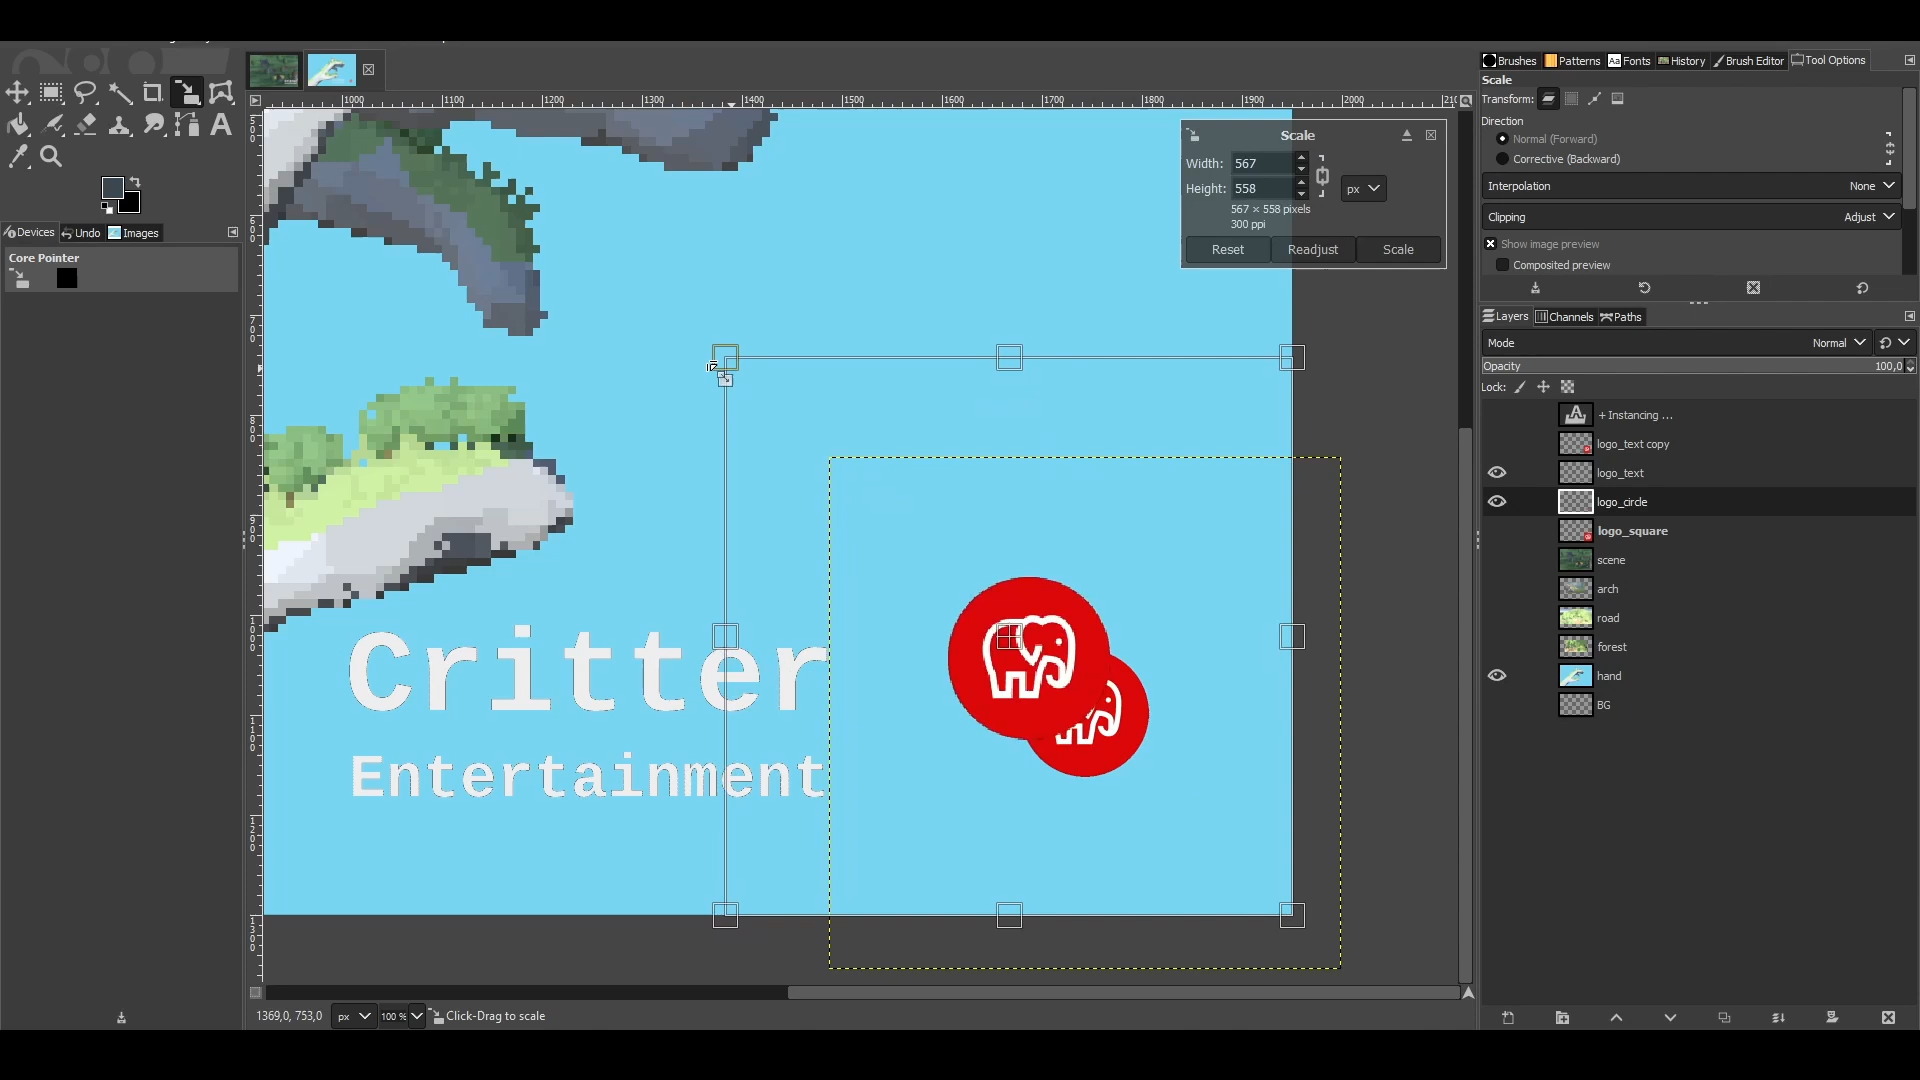 Brushes Patterns Fonts History Brush Editor Tool Options
Scale
Transform:
Direction
Normal (Forward)
Corrective (Backward)
Interpolation None
Clipping Adjust
Show image preview
Composited preview
1000 1100 1200 1300 1400 1500 1600 1700 1800 1900 2000
Scale
Width: 567
Height: 558 px
567 × 558 pixels
300 ppi
Reset Readjust Scale
Devices Undo Images
Core Pointer
Layers Channels Paths
Mode Normal
Opacity 100,0
Lock:
+ Instancing ...
logo_text copy
logo_text
logo_circle
logo_square
scene
arch
road
forest
hand
BG
Critter
Entertainment
1369,0, 753,0 px 100 % Click-Drag to scale